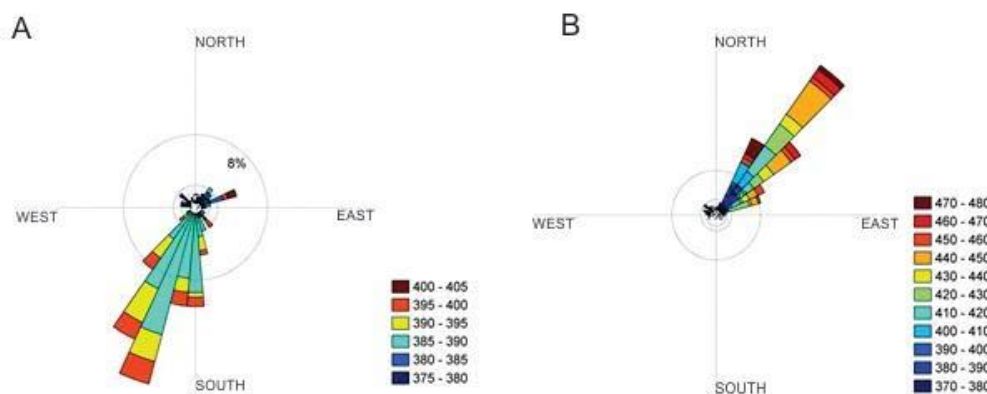 A
NORTH
8%
WEST
EAST
SOUTH
400 - 405
395 - 400
390 - 395
385 - 390
380 - 385
375 - 380
B
NORTH
WEST
EAST
SOUTH
470 - 480
460 - 470
450 - 460
440 - 450
430 - 440
420 - 430
410 - 420
400 - 410
390 - 400
380 - 390
370 - 380